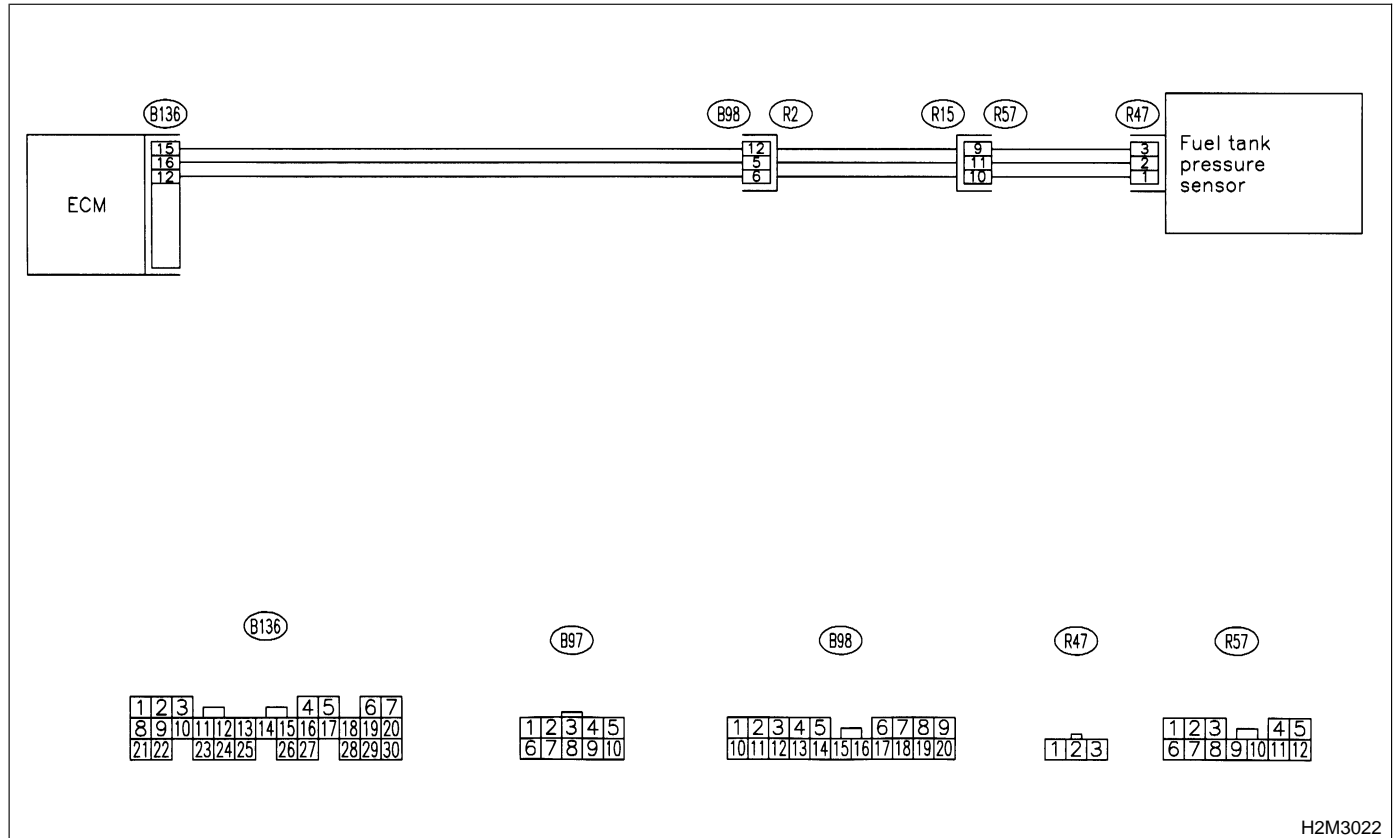 B136 B98 R2 R15 R57 R47
15 12 9 3 Fuel tank
16 5 11 2 pressure
12 6 10 1 sensor
ECM
B136 B97 B98 R47 R57
1 2 3 4 5 6 7
8 9 10 11 12 13 14 15 16 17 18 19 20
21 22 23 24 25 26 27 28 29 30
1 2 3 4 5
6 7 8 9 10
1 2 3 4 5 6 7 8 9
10 11 12 13 14 15 16 17 18 19 20
1 2 3
1 2 3 4 5
6 7 8 9 10 11 12
H2M3022